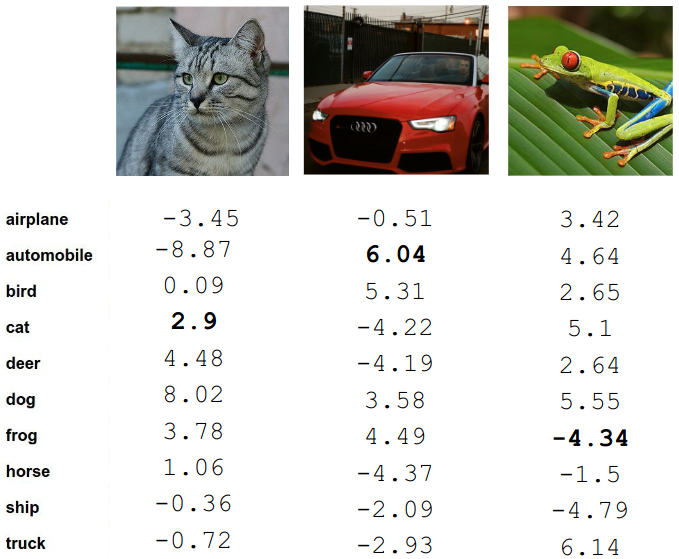 airplane -3.45 -0.51 3.42
automobile -8.87 6.04 4.64
bird 0.09 5.31 2.65
cat 2.9 -4.22 5.1
deer 4.48 -4.19 2.64
dog 8.02 3.58 5.55
frog 3.78 4.49 -4.34
horse 1.06 -4.37 -1.5
ship -0.36 -2.09 -4.79
truck -0.72 -2.93 6.14